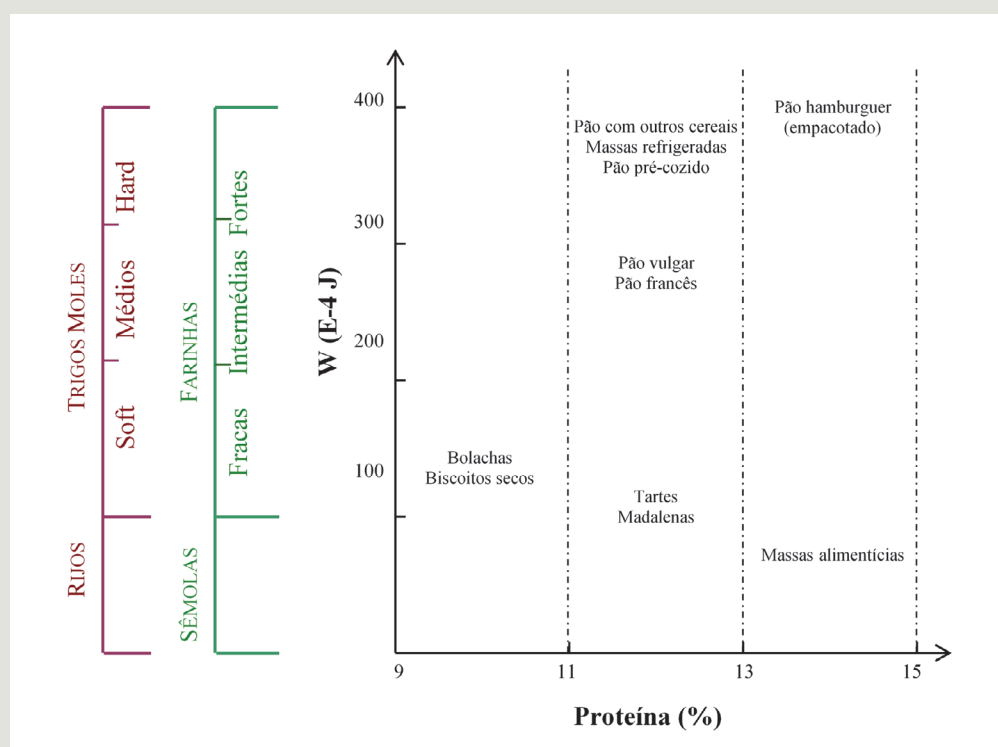 TRIGOS MOLES
Hard
Médios
Soft
RIJOS
FARINHAS
Fortes
Intermédias
Fracas
SÊMOLAS
W (E-4 J)
400
300
200
100
Pão com outros cereais
Massas refrigeradas
Pão pré-cozido
Pão hamburguer
(empacotado)
Pão vulgar
Pão francês
Bolachas
Biscoitos secos
Tartes
Madalenas
Massas alimentícias
9
11
13
15
Proteína (%)